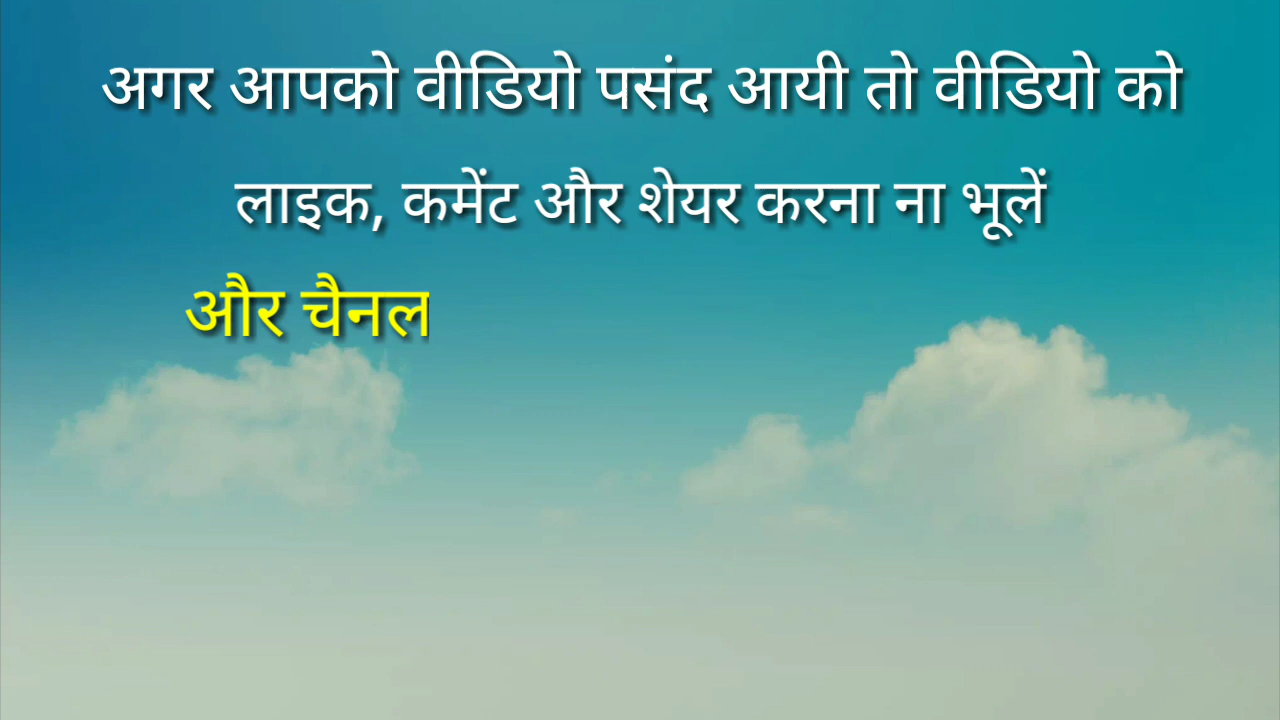 अगर आपको वीडियो पसंद आयी तो वीडियो को
लाइक, कमेंट और शेयर करना ना भूलें
और चैनल